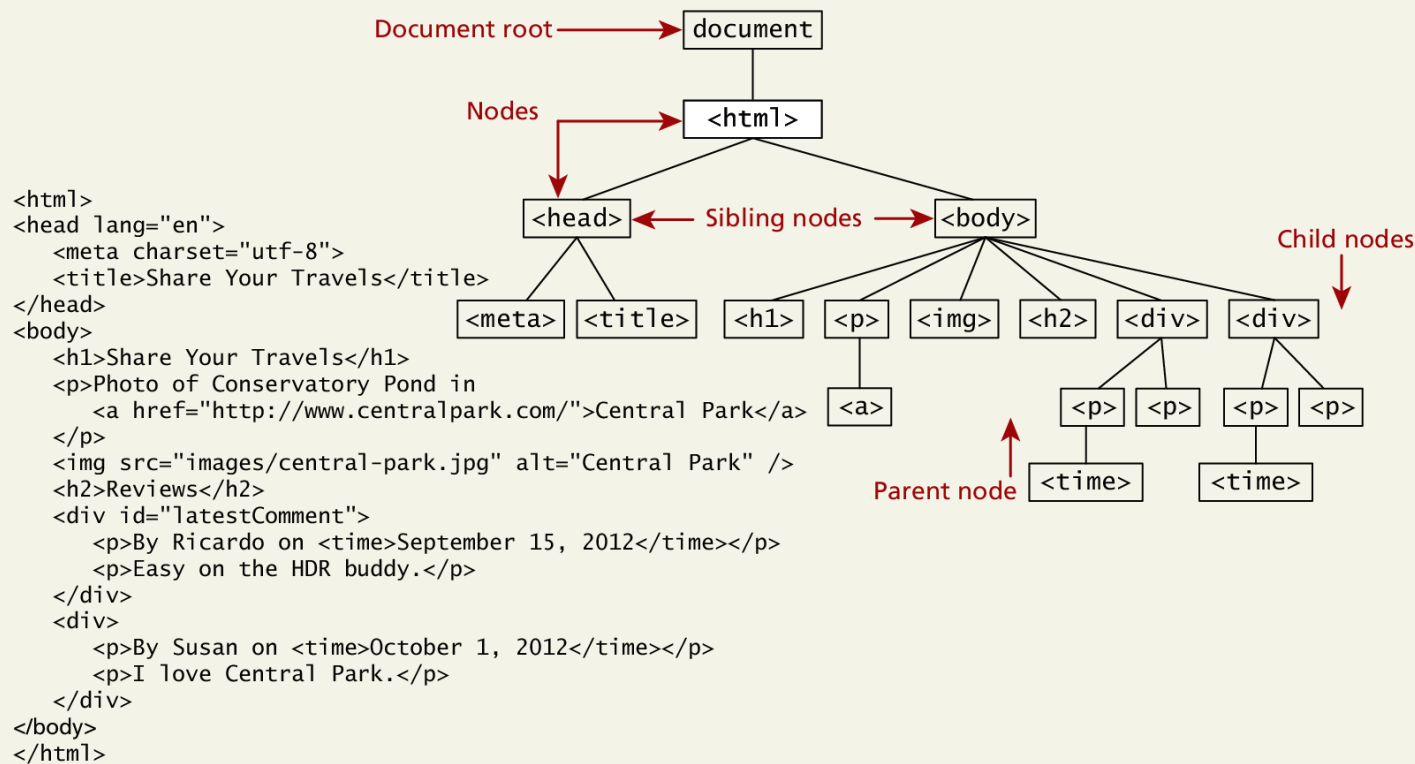 Document root
document
Nodes
<html>
<head>
Sibling nodes
<body>
Child nodes
<meta>
<title>
<h1>
<p>
<img>
<h2>
<div>
<div>
<a>
<p>
<p>
<p>
<p>
Parent node
<time>
<time>
<html>
<head lang="en">
<meta charset="utf-8">
<title>Share Your Travels</title>
</head>
<body>
<h1>Share Your Travels</h1>
<p>Photo of Conservatory Pond in
<a href="http://www.centralpark.com/">Central Park</a>
</p>
<img src="images/central-park.jpg" alt="Central Park" />
<h2>Reviews</h2>
<div id="latestComment">
<p>By Ricardo on <time>September 15, 2012</time></p>
<p>Easy on the HDR buddy.</p>
</div>
<div>
<p>By Susan on <time>October 1, 2012</time></p>
<p>I love Central Park.</p>
</div>
</body>
</html>